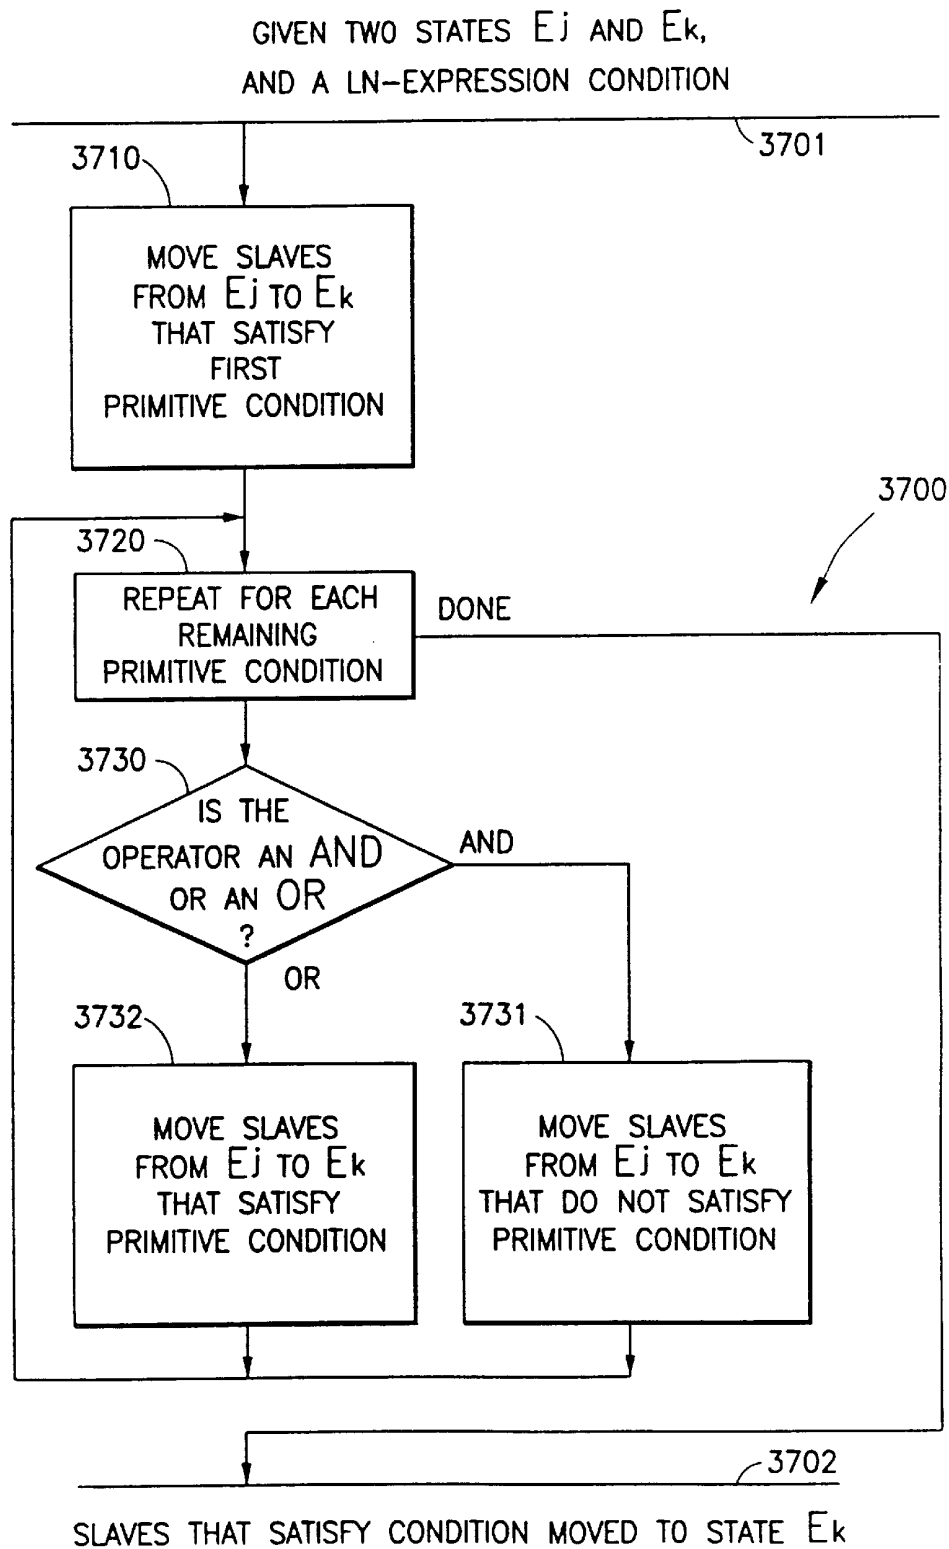 GIVEN TWO STATES Ej AND Ek,
AND A LN-EXPRESSION CONDITION
3701
3710
MOVE SLAVES
FROM Ej TO Ek
THAT SATISFY
FIRST
PRIMITIVE CONDITION
3700
3720
REPEAT FOR EACH
REMAINING
PRIMITIVE CONDITION
DONE
3730
IS THE
OPERATOR AN AND
OR AN OR
?
AND
OR
3732
MOVE SLAVES
FROM Ej TO Ek
THAT SATISFY
PRIMITIVE CONDITION
3731
MOVE SLAVES
FROM Ej TO Ek
THAT DO NOT SATISFY
PRIMITIVE CONDITION
3702
SLAVES THAT SATISFY CONDITION MOVED TO STATE Ek